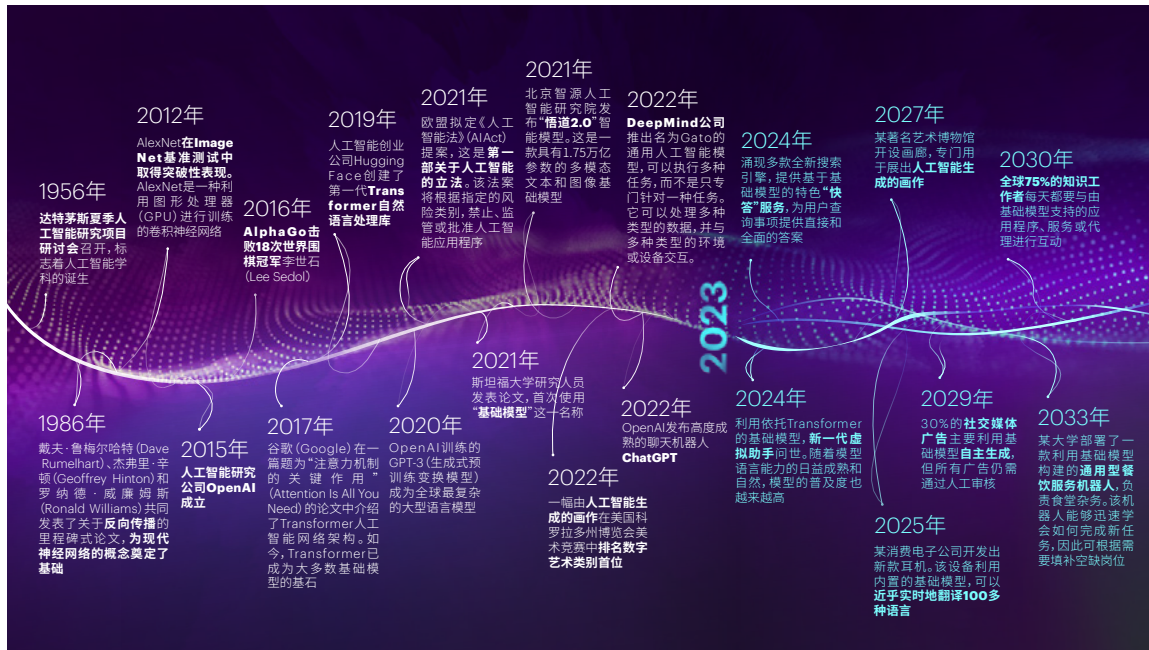 1956年
达特茅斯夏季人
工智能研究项目
研讨会召开，标
志着人工智能学
科的诞生
1986年
戴夫·鲁梅尔哈特（Dave
Rumelhart）、杰弗里·辛
顿（Geoffrey Hinton）和
罗纳德·威廉姆斯
（Ronald Williams）共同
发表了关于反向传播的
里程碑式论文，为现代
神经网络的概念奠定了
基础
2012年
AlexNet在Image
Net基准测试中
取得突破性表现。
AlexNet是一种利
用图形处理器
（GPU）进行训练
的卷积神经网络
2015年
人工智能研究
公司OpenAI
成立
2016年
AlphaGo击
败18次世界围
棋冠军李世石
（Lee Sedol）
2017年
谷歌（Google）在一
篇题为“注意力机制
的关键作用”
（Attention Is All You
Need）的论文中介绍
了Transformer人工
智能网络架构。如
今，Transformer已
成为大多数基础模
型的基石
2019年
人工智能创业
公司Hugging
Face创建了
第一代Trans
former自然
语言处理库
2020年
OpenAI训练的
GPT-3（生成式预
训练变换模型）
成为全球最复杂
的大型语言模型
2021年
欧盟拟定《人工
智能法》（AI Act）
提案，这是第一
部关于人工智能
的立法。该法案
将根据指定的风
险类别，禁止、监
管或批准人工智
能应用程序
2021年
斯坦福大学研究人员
发表论文，首次使用
“基础模型”这一名称
2021年
北京智源人工
智能研究院发
布“悟道2.0”智
能模型。这是一
款具有1.75万亿
参数的多模态
文本和图像基
础模型
2022年
一幅由人工智能生
成的画作在美国科
罗拉多州博览会美
术竞赛中排名数字
艺术类别首位
2022年
DeepMind公司
推出名为Gato的
通用人工智能模
型，可以执行多种
任务，而不是只专
门针对一种任务。
它可以处理多种
类型的数据，并与
多种类型的环境
或设备交互。
2022年
OpenAI发布高度成
熟的聊天机器人
ChatGPT
2023
2024年
涌现多款全新搜索
引擎，提供基于基
础模型的特色“快
答”服务，为用户查
询事项提供直接和
全面的答案
2024年
利用依托Transformer
的基础模型，新一代虚
拟助手问世。随着模型
语言能力的日益成熟和
自然，模型的普及度也
越来越高
2025年
某消费电子公司开发出
新款耳机。该设备利用
内置的基础模型，可以
近乎实时地翻译100多
种语言
2027年
某著名艺术博物馆
开设画廊，专门用
于展出人工智能生
成的画作
2029年
30%的社交媒体
广告主要利用基
础模型自主生成，
但所有广告仍需
通过人工审核
2030年
全球75%的知识工
作者每天都要与由
基础模型支持的应
用程序、服务或代
理进行互动
2033年
某大学部署了一
款利用基础模型
构建的通用型餐
饮服务机器人，负
责食堂杂务。该机
器人能够迅速学
会如何完成新任
务，因此可根据需
要填补空缺岗位